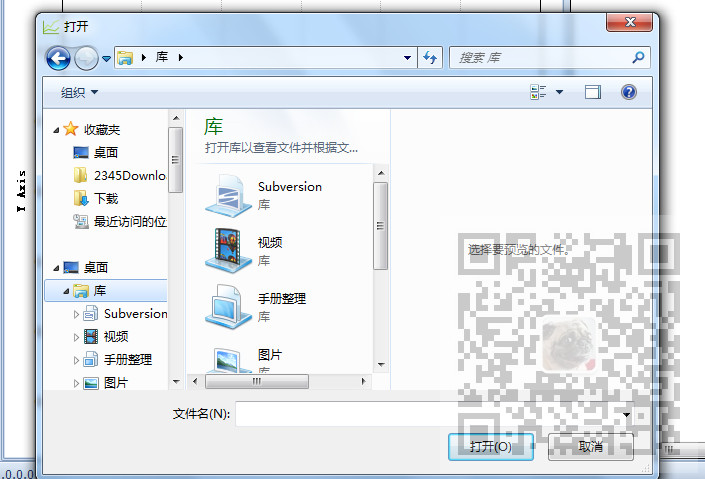 打开
库
搜索 库
组织
收藏夹
桌面
2345Downlo
下载
最近访问的位
桌面
库
Subversion
视频
手册整理
图片
库
打开库以查看文件并根据文...
Subversion
库
视频
库
手册整理
库
图片
库
选择要预览的文件。
文件名(N):
打开(O)
取消
Y Axis
.0.0.0